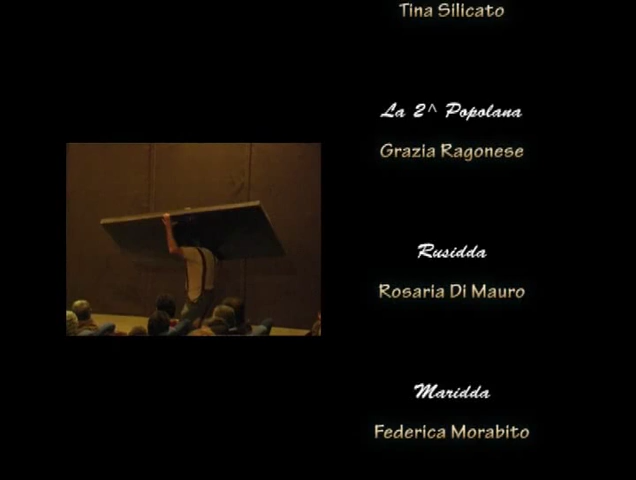 Tina Silicato
La 2^ Popolana
Grazia Ragonese
Rusidda
Rosaria Di Mauro
Maridda
Federica Morabito